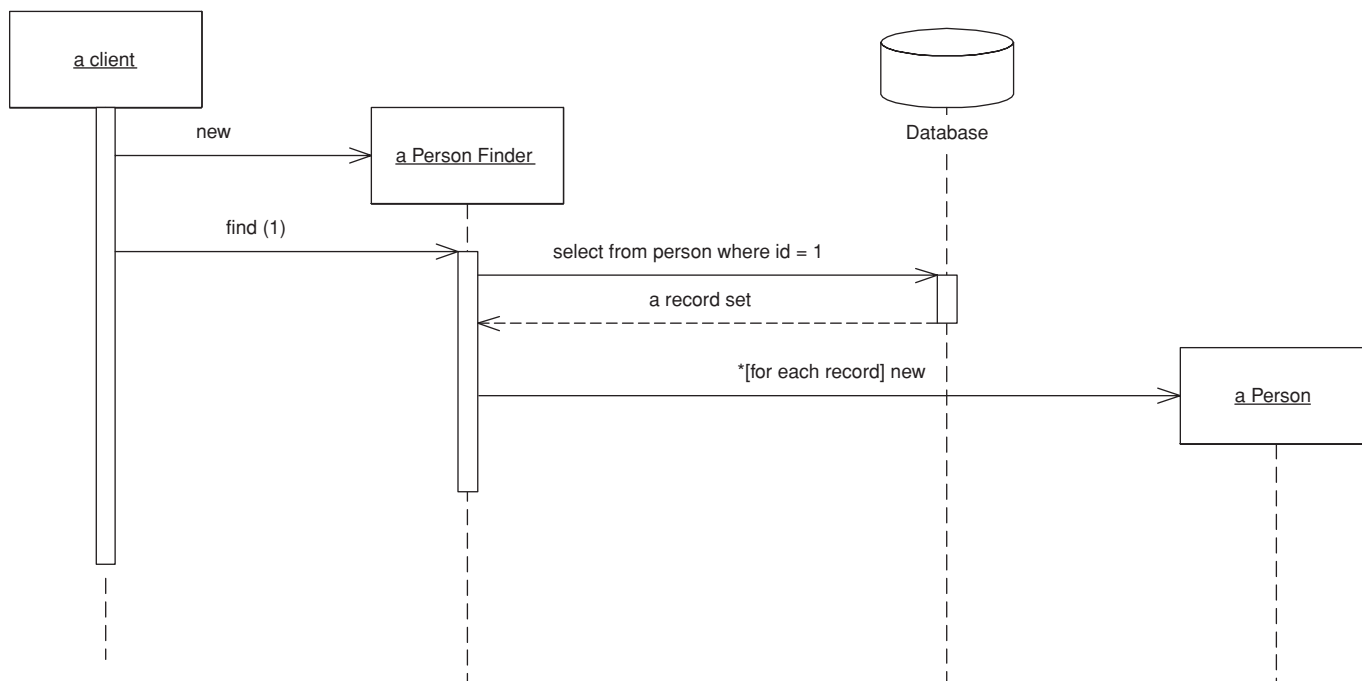 a client
new
a Person Finder
Database
find (1)
select from person where id = 1
a record set
*[for each record] new
a Person